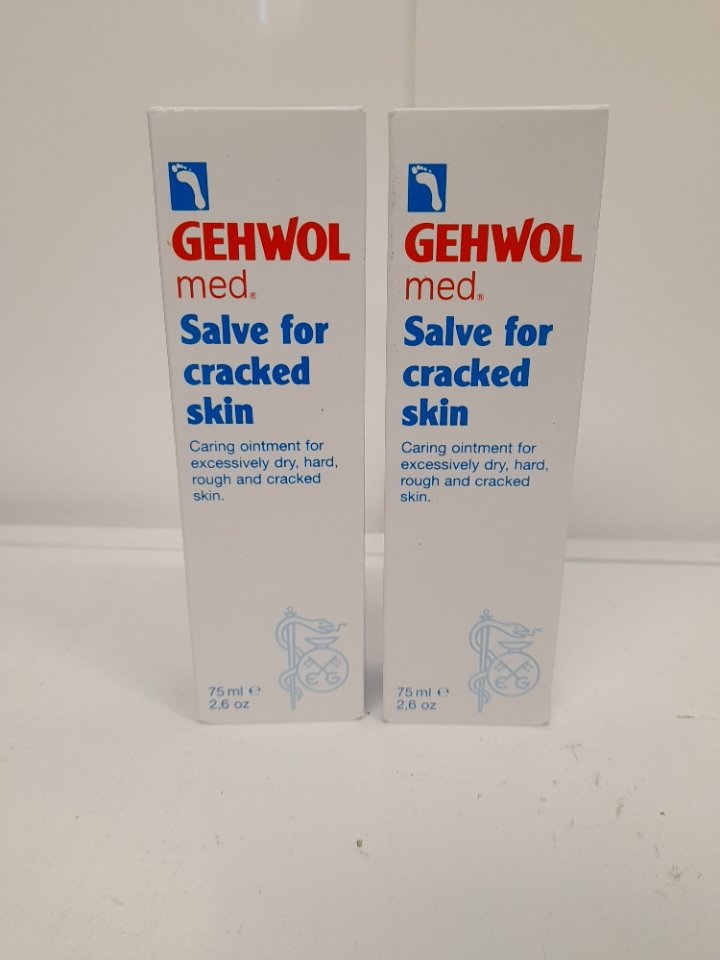 GEHWOL
med®
Salve for
cracked
skin
Caring ointment for
excessively dry, hard,
rough and cracked
skin.
EG
75 ml ℮
2,6 oz
GEHWOL
med®
Salve for
cracked
skin
Caring ointment for
excessively dry, hard,
rough and cracked
skin.
EG
75 ml ℮
2,6 oz